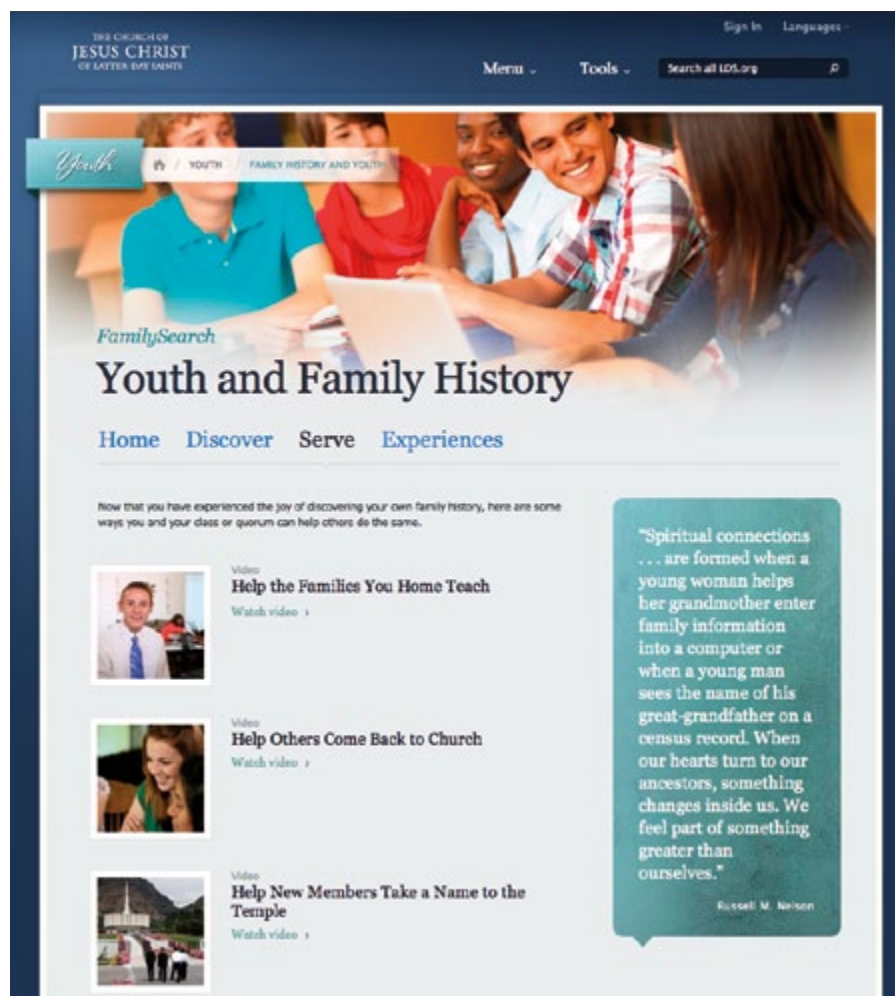 THE CHURCH OF
JESUS CHRIST
OF LATTER-DAY SAINTS
Sign In Languages
Menu Tools Search all LDS.org
Youth
YOUTH / FAMILY HISTORY AND YOUTH
FamilySearch
Youth and Family History
Home Discover Serve Experiences
Now that you have experienced the joy of discovering your own family history, here are some
ways you and your class or quorum can help others do the same.
Video
Help the Families You Home Teach
Watch video ›
Video
Help Others Come Back to Church
Watch video ›
Video
Help New Members Take a Name to the
Temple
Watch video ›
"Spiritual connections
. . . are formed when a
young woman helps
her grandmother enter
family information
into a computer or
when a young man
sees the name of his
great-grandfather on a
census record. When
our hearts turn to our
ancestors, something
changes inside us. We
feel part of something
greater than
ourselves."
Russell M. Nelson